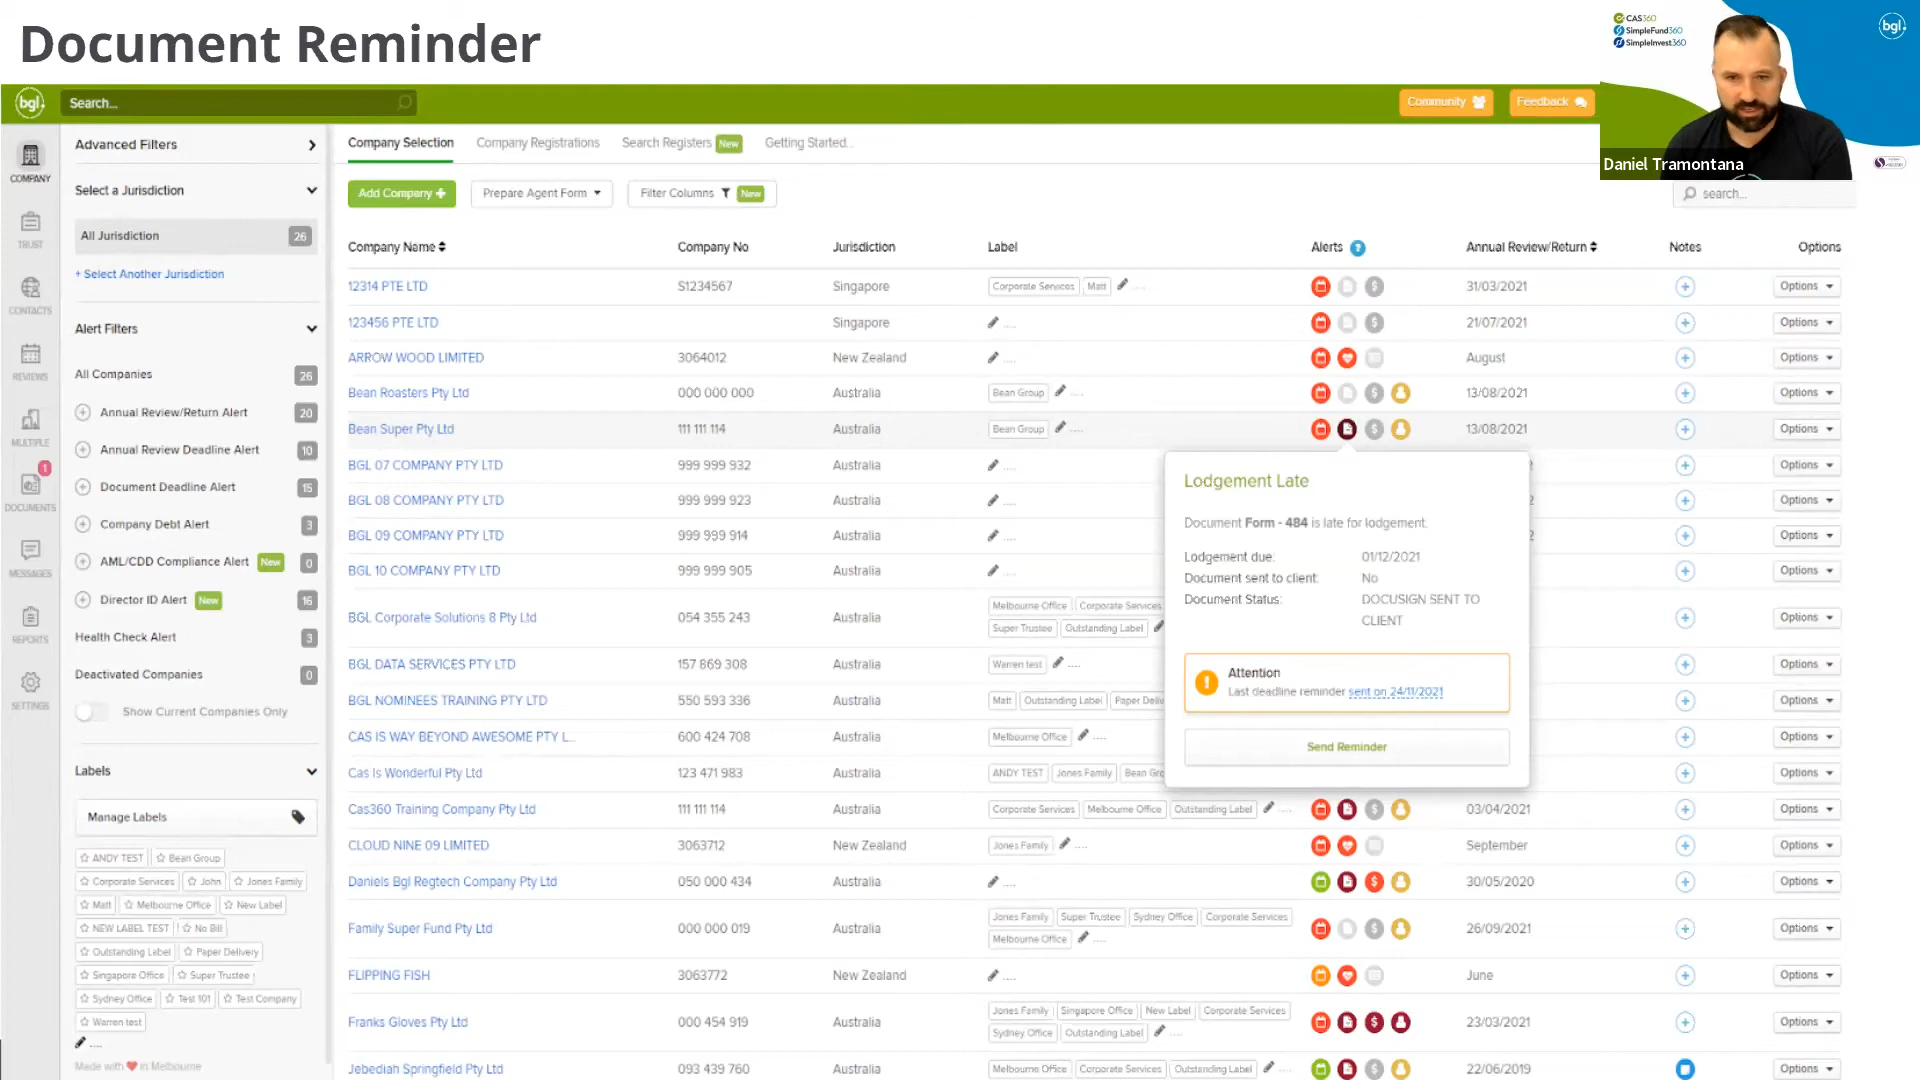 Document Reminder
CAS360
SimpleFund360
SimpleInvest360
bgl.
Daniel Tramontana
bgl.
Search...
Community
Feedback
COMPANY
TRUST
CONTACTS
REVIEWS
MULTIPLE
1
DOCUMENTS
MESSAGES
REPORTS
SETTINGS
Advanced Filters
Select a Jurisdiction
All Jurisdiction 26
+ Select Another Jurisdiction
Alert Filters
All Companies 26
Annual Review/Return Alert 20
Annual Review Deadline Alert 10
Document Deadline Alert 15
Company Debt Alert 3
AML/CDD Compliance Alert New 0
Director ID Alert New 16
Health Check Alert 3
Deactivated Companies 0
Show Current Companies Only
Labels
Manage Labels
ANDY TEST Bean Group
Corporate Services John Jones Family
Matt Melbourne Office New Label
NEW LABEL TEST No Bill
Outstanding Label Paper Delivery
Singapore Office Super Trustee
Sydney Office Test 101 Test Company
Warren test
....
Made with ❤ in Melbourne
Company Selection Company Registrations Search Registers New Getting Started...
Add Company + Prepare Agent Form Filter Columns New search...
Company Name Company No Jurisdiction Label Alerts ? Annual Review/Return Notes Options
12314 PTE LTD S1234567 Singapore Corporate Services Matt .... $ 31/03/2021 + Options
123456 PTE LTD Singapore .... $ 21/07/2021 + Options
ARROW WOOD LIMITED 3064012 New Zealand .... August + Options
Bean Roasters Pty Ltd 000 000 000 Australia Bean Group .... $ 13/08/2021 + Options
Bean Super Pty Ltd 111 111 114 Australia Bean Group .... $ 13/08/2021 + Options
BGL 07 COMPANY PTY LTD 999 999 932 Australia .... + Options
BGL 08 COMPANY PTY LTD 999 999 923 Australia .... 2 + Options
BGL 09 COMPANY PTY LTD 999 999 914 Australia .... 2 + Options
BGL 10 COMPANY PTY LTD 999 999 905 Australia .... + Options
BGL Corporate Solutions 8 Pty Ltd 054 355 243 Australia Melbourne Office Corporate Services + Options
Super Trustee Outstanding Label
BGL DATA SERVICES PTY LTD 157 869 308 Australia Warren test .... + Options
BGL NOMINEES TRAINING PTY LTD 550 593 336 Australia Matt Outstanding Label Paper Deliv + Options
CAS IS WAY BEYOND AWESOME PTY L... 600 424 708 Australia Melbourne Office .... + Options
Cas Is Wonderful Pty Ltd 123 471 983 Australia ANDY TEST Jones Family Bean Gro + Options
Cas360 Training Company Pty Ltd 111 111 114 Australia Corporate Services Melbourne Office Outstanding Label .... $ 03/04/2021 + Options
CLOUD NINE 09 LIMITED 3063712 New Zealand Jones Family .... September + Options
Daniels Bgl Regtech Company Pty Ltd 050 000 434 Australia .... $ 30/05/2020 + Options
Family Super Fund Pty Ltd 000 000 019 Australia Jones Family Super Trustee Sydney Office Corporate Services $ 26/09/2021 + Options
Melbourne Office ....
FLIPPING FISH 3063772 New Zealand .... June + Options
Franks Gloves Pty Ltd 000 454 919 Australia Jones Family Singapore Office New Label Corporate Services $ 23/03/2021 + Options
Sydney Office Outstanding Label ....
Jebediah Springfield Pty Ltd 093 439 760 Australia Melbourne Office Corporate Services Outstanding Label .... $ 22/06/2019 Options
Lodgement Late
Document Form - 484 is late for lodgement.
Lodgement due: 01/12/2021
Document sent to client: No
Document Status: DOCUSIGN SENT TO
CLIENT
Attention
Last deadline reminder sent on 24/11/2021
Send Reminder